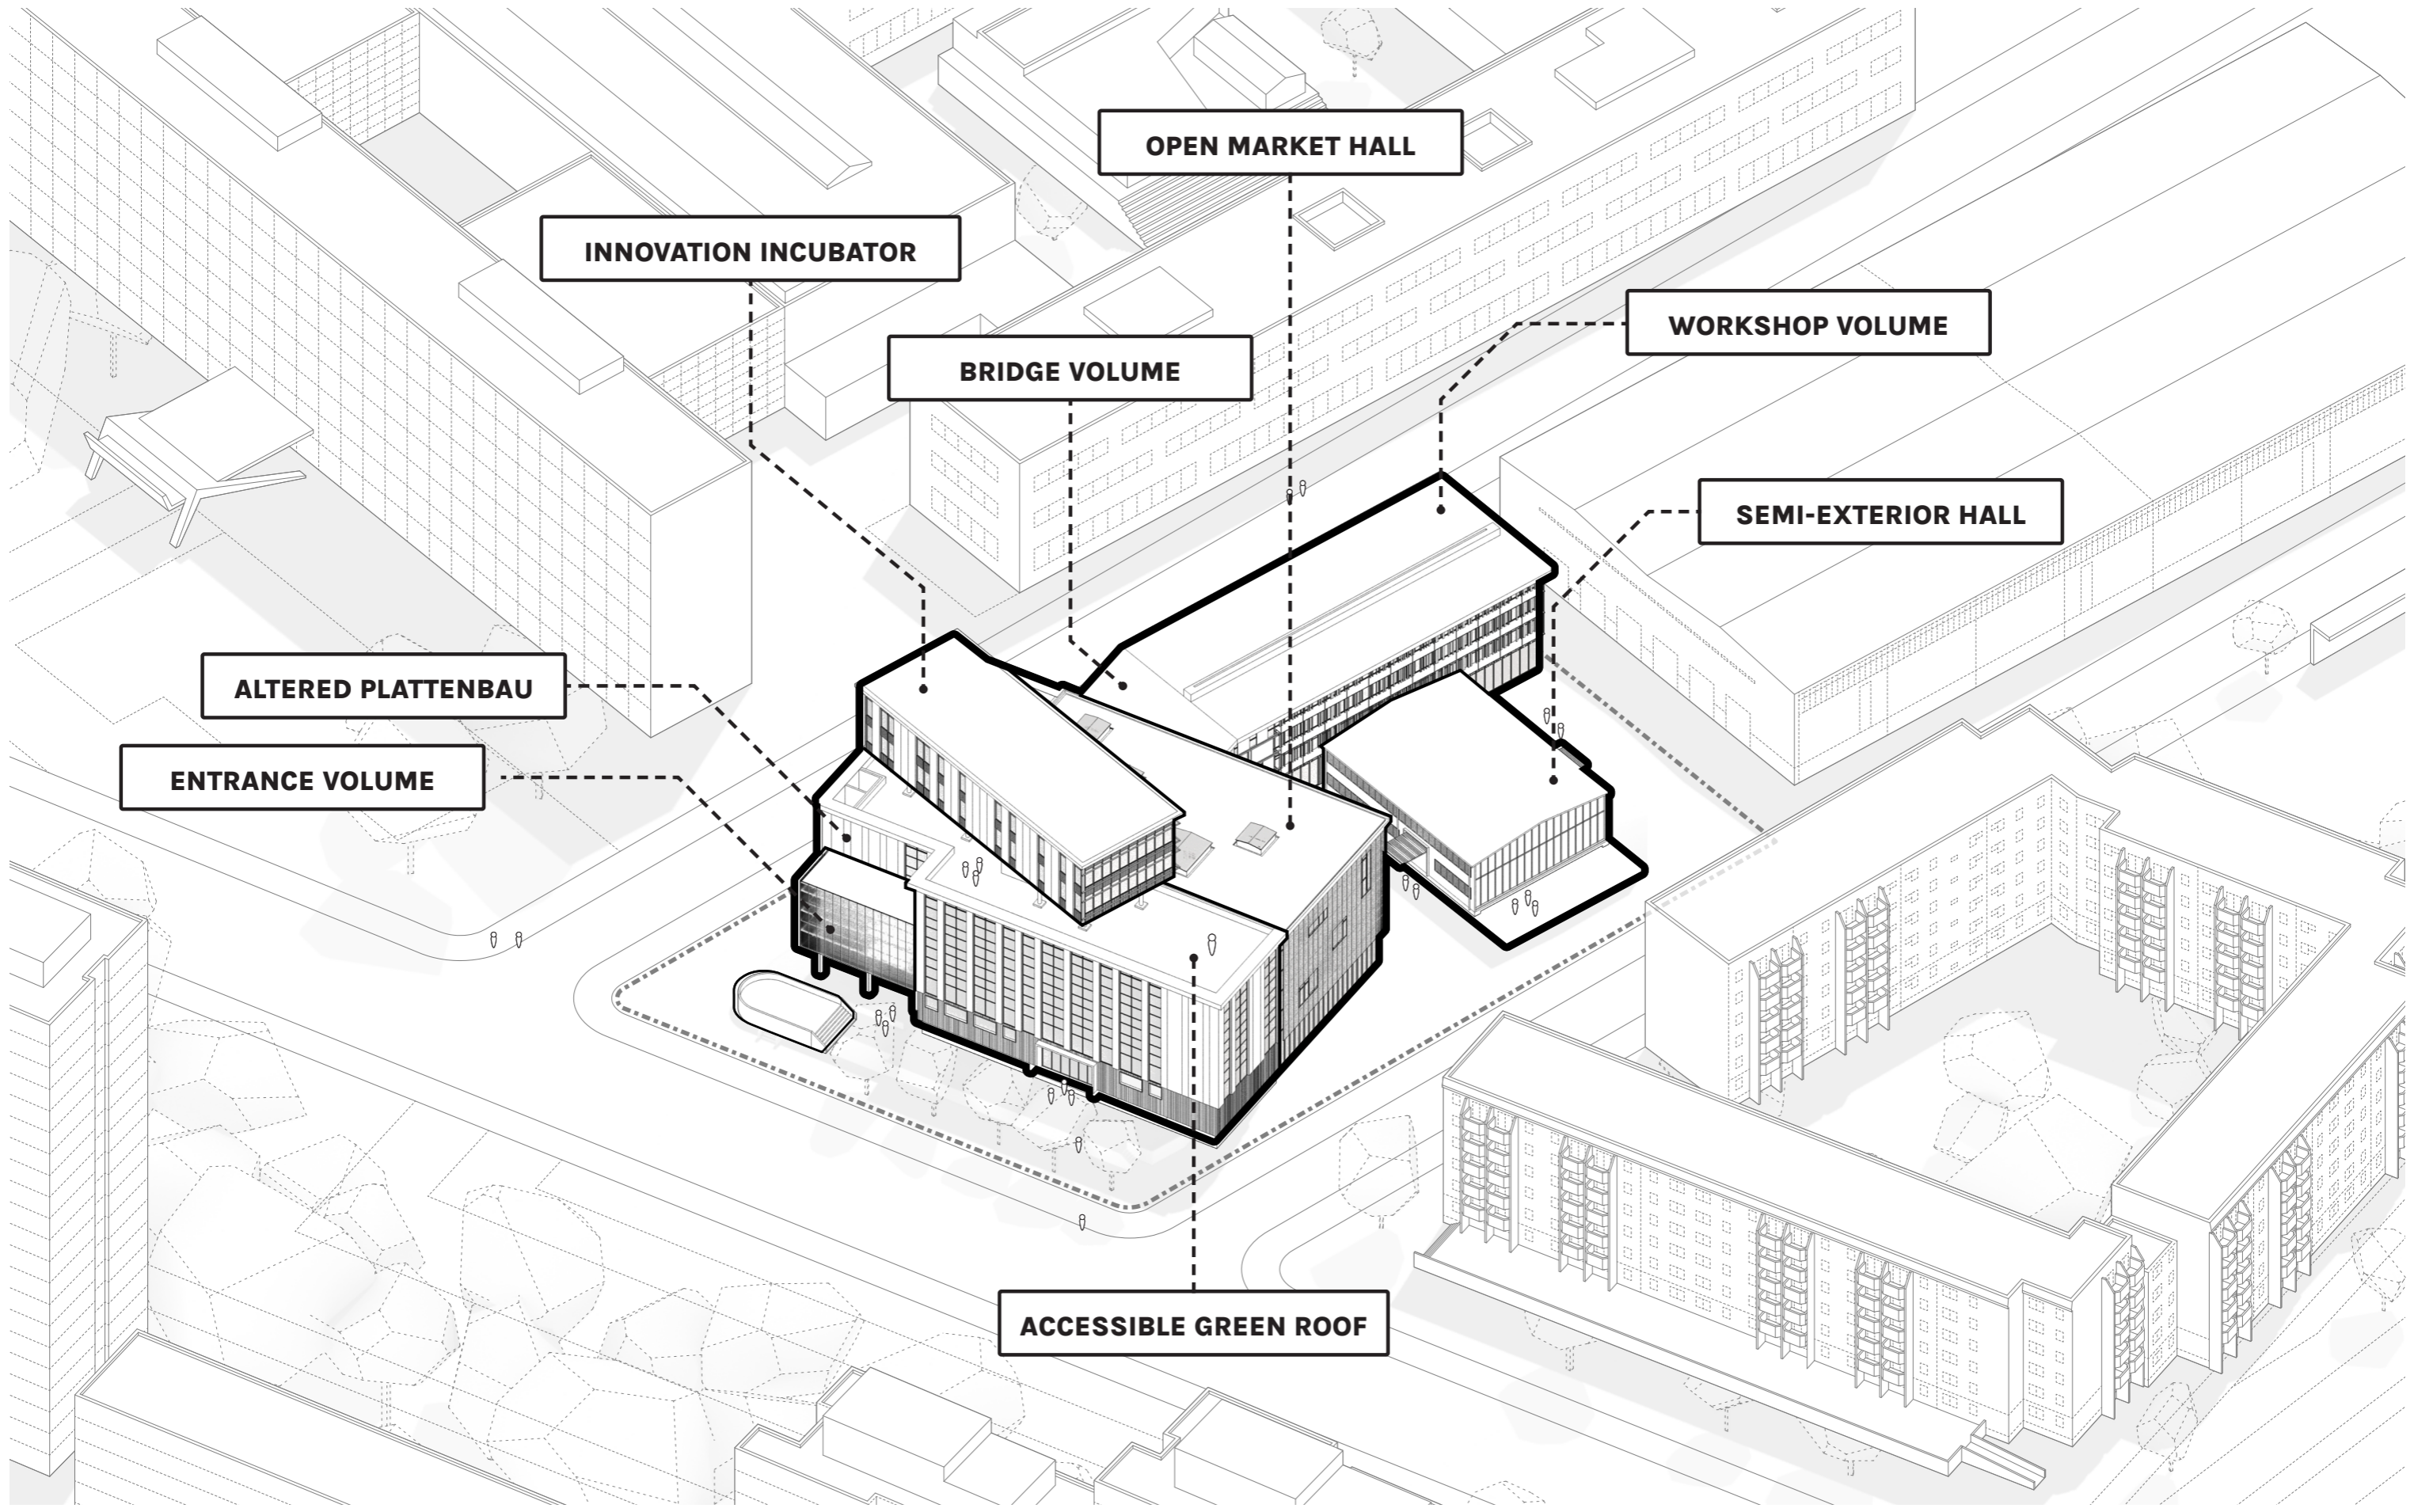 OPEN MARKET HALL
INNOVATION INCUBATOR
WORKSHOP VOLUME
BRIDGE VOLUME
SEMI-EXTERIOR HALL
ALTERED PLATTENBAU
ENTRANCE VOLUME
ACCESSIBLE GREEN ROOF